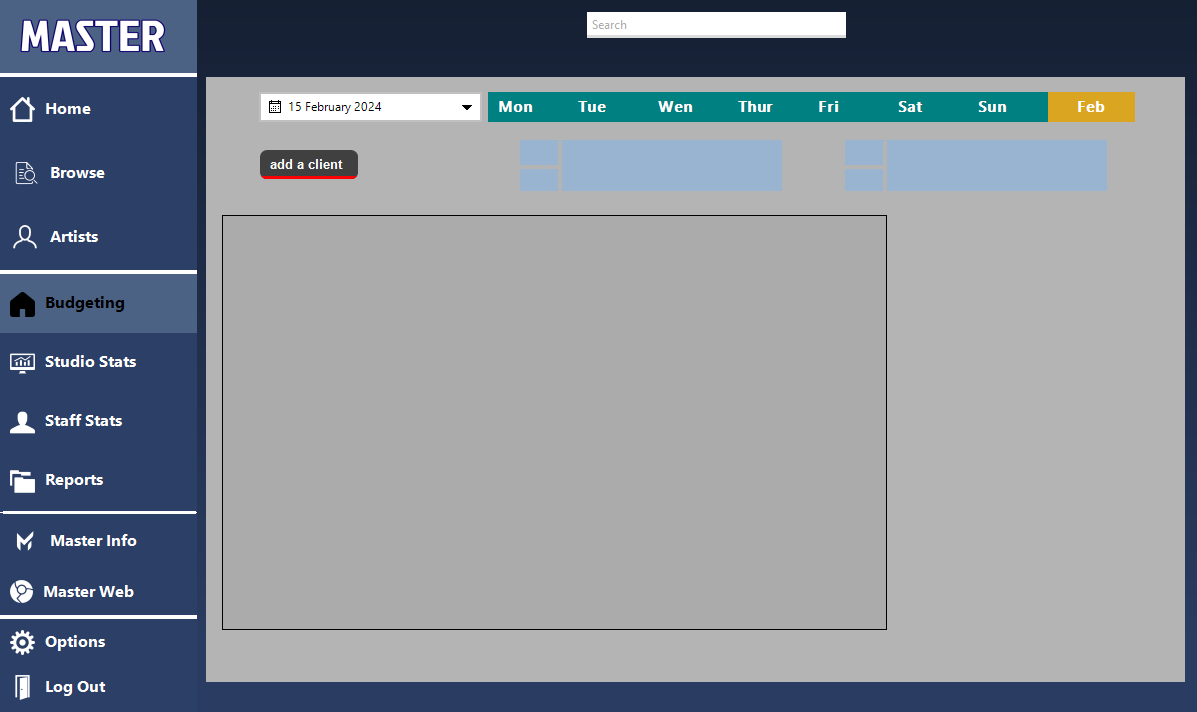 MASTER
Search
Home
Browse
Artists
Budgeting
Studio Stats
Staff Stats
Reports
Master Info
Master Web
Options
Log Out
15 February 2024
Mon Tue Wen Thur Fri Sat Sun Feb
add a client